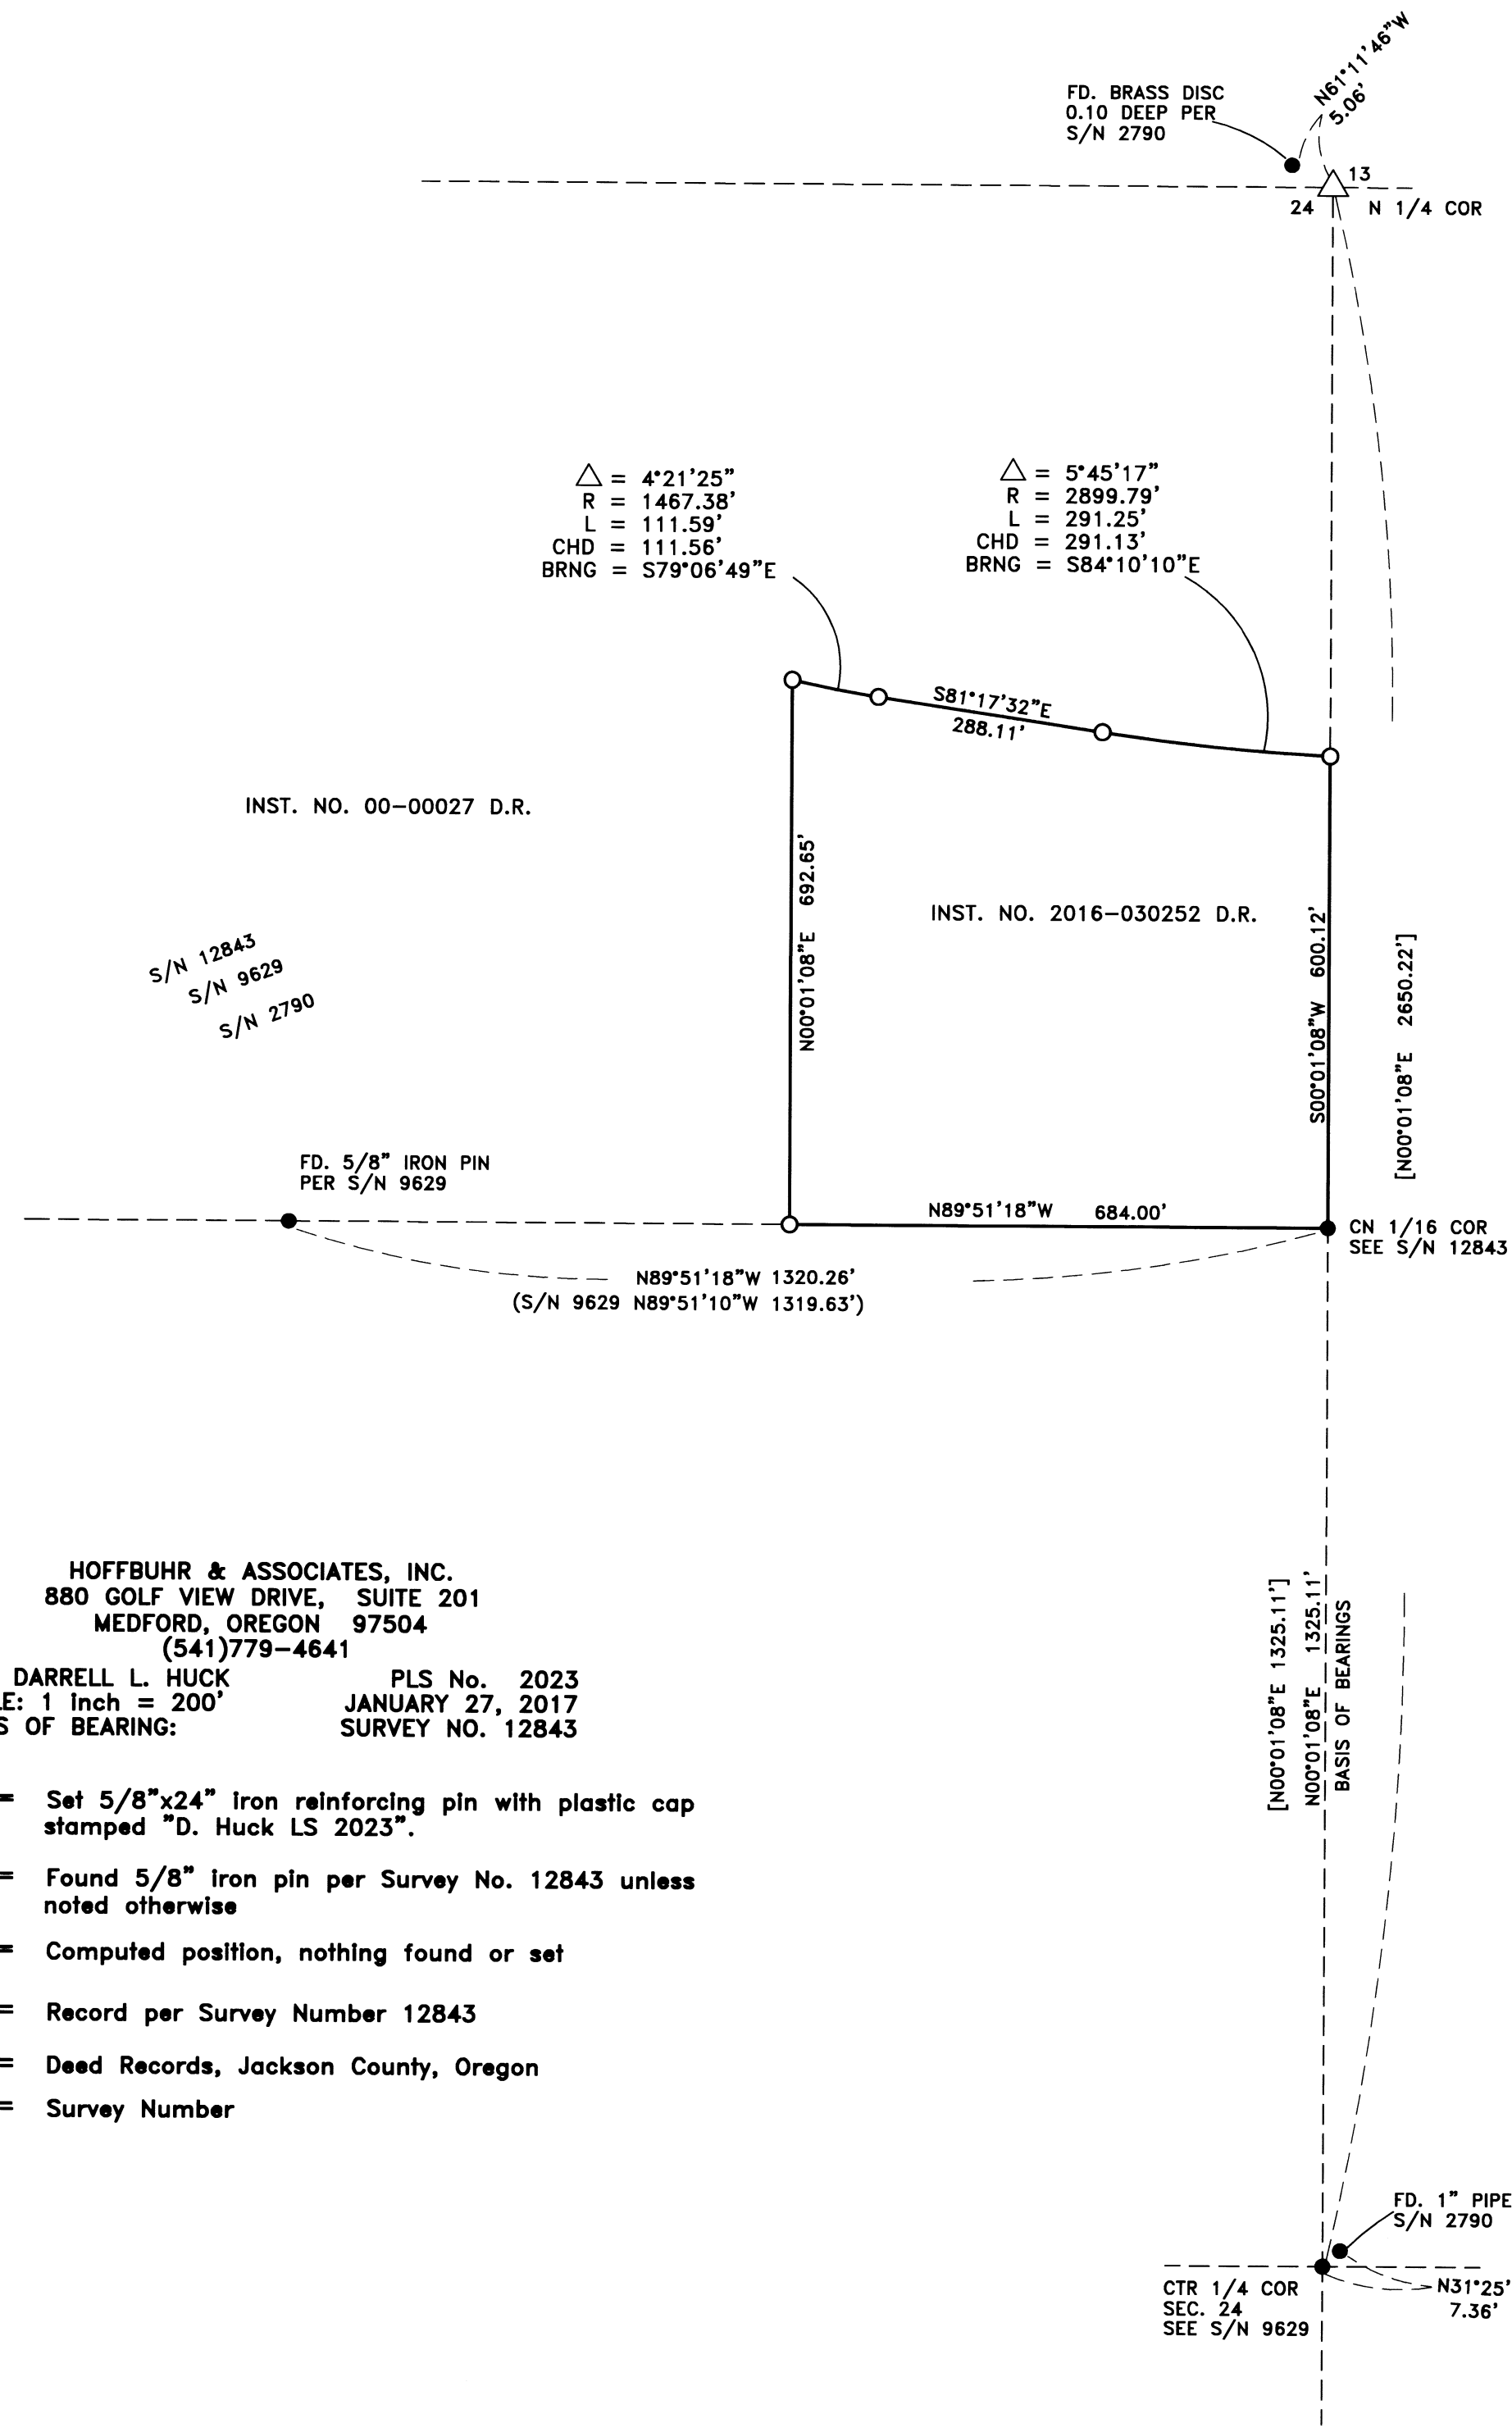 N61°11'46"W
5.06'
FD. BRASS DISC
0.10 DEEP PER
S/N 2790
13
24
N 1/4 COR
△ = 4°21'25"
R = 1467.38'
L = 111.59'
CHD = 111.56'
BRNG = S79°06'49"E
△ = 5°45'17"
R = 2899.79'
L = 291.25'
CHD = 291.13'
BRNG = S84°10'10"E
S81°17'32"E
288.11'
INST. NO. 00-00027 D.R.
N00°01'08"E 692.65'
INST. NO. 2016-030252 D.R.
S00°01'08"W 600.12'
[N00°01'08"E 2650.22']
S/N 12843
S/N 9629
S/N 2790
FD. 5/8" IRON PIN
PER S/N 9629
N89°51'18"W 684.00'
CN 1/16 COR
SEE S/N 12843
N89°51'18"W 1320.26'
(S/N 9629 N89°51'10"W 1319.63')
HOFFBUHR & ASSOCIATES, INC.
880 GOLF VIEW DRIVE, SUITE 201
MEDFORD, OREGON 97504
(541)779-4641
DARRELL L. HUCK PLS No. 2023
E: 1 inch = 200' JANUARY 27, 2017
S OF BEARING: SURVEY NO. 12843
[N00°01'08"E 1325.11']
N00°01'08"E 1325.11'
BASIS OF BEARINGS
= Set 5/8"x24" iron reinforcing pin with plastic cap
stamped "D. Huck LS 2023".
= Found 5/8" iron pin per Survey No. 12843 unless
noted otherwise
= Computed position, nothing found or set
= Record per Survey Number 12843
= Deed Records, Jackson County, Oregon
= Survey Number
FD. 1" PIPE
S/N 2790
CTR 1/4 COR
SEC. 24
SEE S/N 9629
N31°25'
7.36'